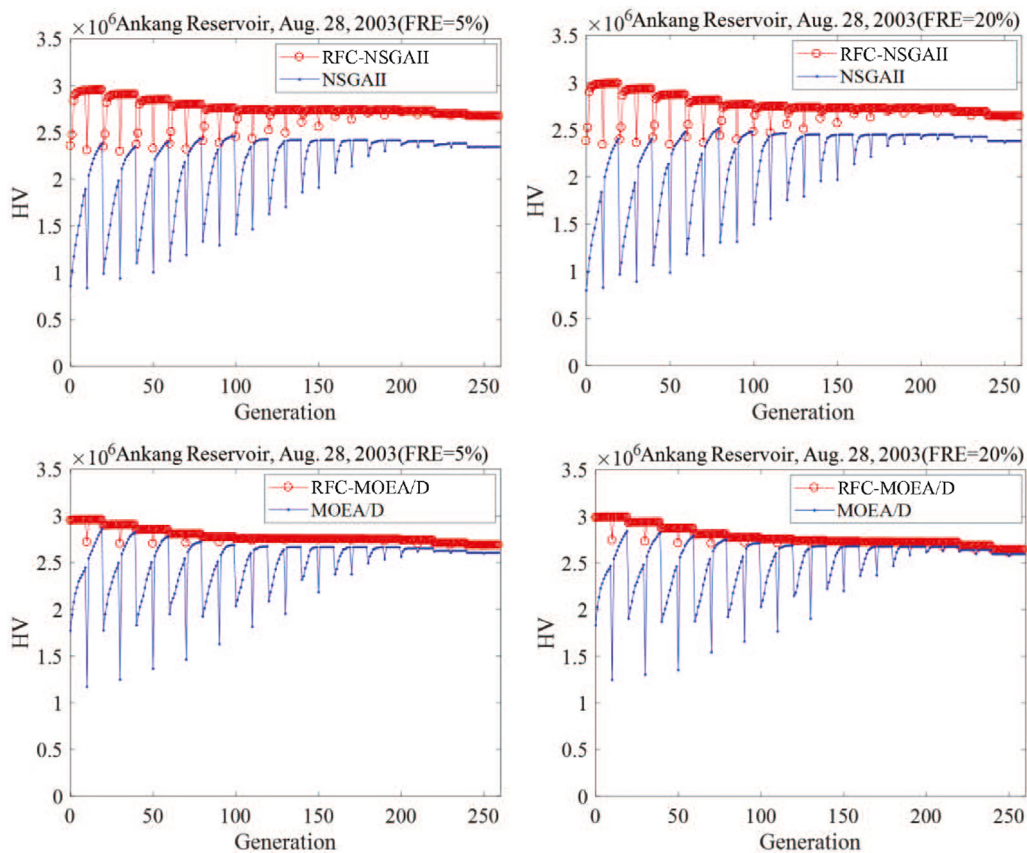 ×10⁶Ankang Reservoir, Aug. 28, 2003(FRE=5%)
3.5
3
2.5
2
1.5
1
0.5
0
HV
RFC-NSGAII
NSGAII
0 50 100 150 200 250
Generation
×10⁶Ankang Reservoir, Aug. 28, 2003(FRE=20%)
3.5
3
2.5
2
1.5
1
0.5
0
HV
RFC-NSGAII
NSGAII
0 50 100 150 200 250
Generation
×10⁶Ankang Reservoir, Aug. 28, 2003(FRE=5%)
3.5
3
2.5
2
1.5
1
0.5
0
HV
RFC-MOEA/D
MOEA/D
0 50 100 150 200 250
Generation
×10⁶Ankang Reservoir, Aug. 28, 2003(FRE=20%)
3.5
3
2.5
2
1.5
1
0.5
0
HV
RFC-MOEA/D
MOEA/D
0 50 100 150 200 250
Generation